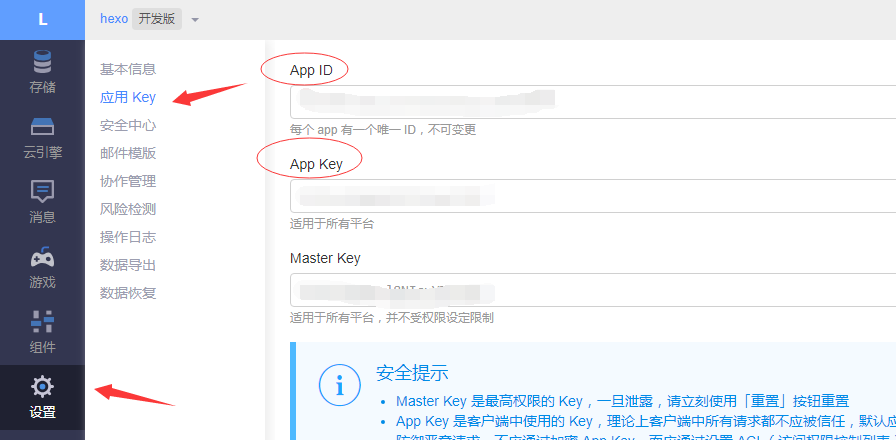 L
hexo 开发版
存储
云引擎
消息
游戏
组件
设置
基本信息
应用 Key
安全中心
邮件模版
协作管理
风险检测
操作日志
数据导出
数据恢复
App ID
每个 app 有一个唯一 ID，不可变更
App Key
适用于所有平台
Master Key
适用于所有平台，并不受权限设定限制
安全提示
Master Key 是最高权限的 Key，一旦泄露，请立刻使用「重置」按钮重置
App Key 是客户端中使用的 Key，理论上客户端中所有请求都不应被信任，默认应